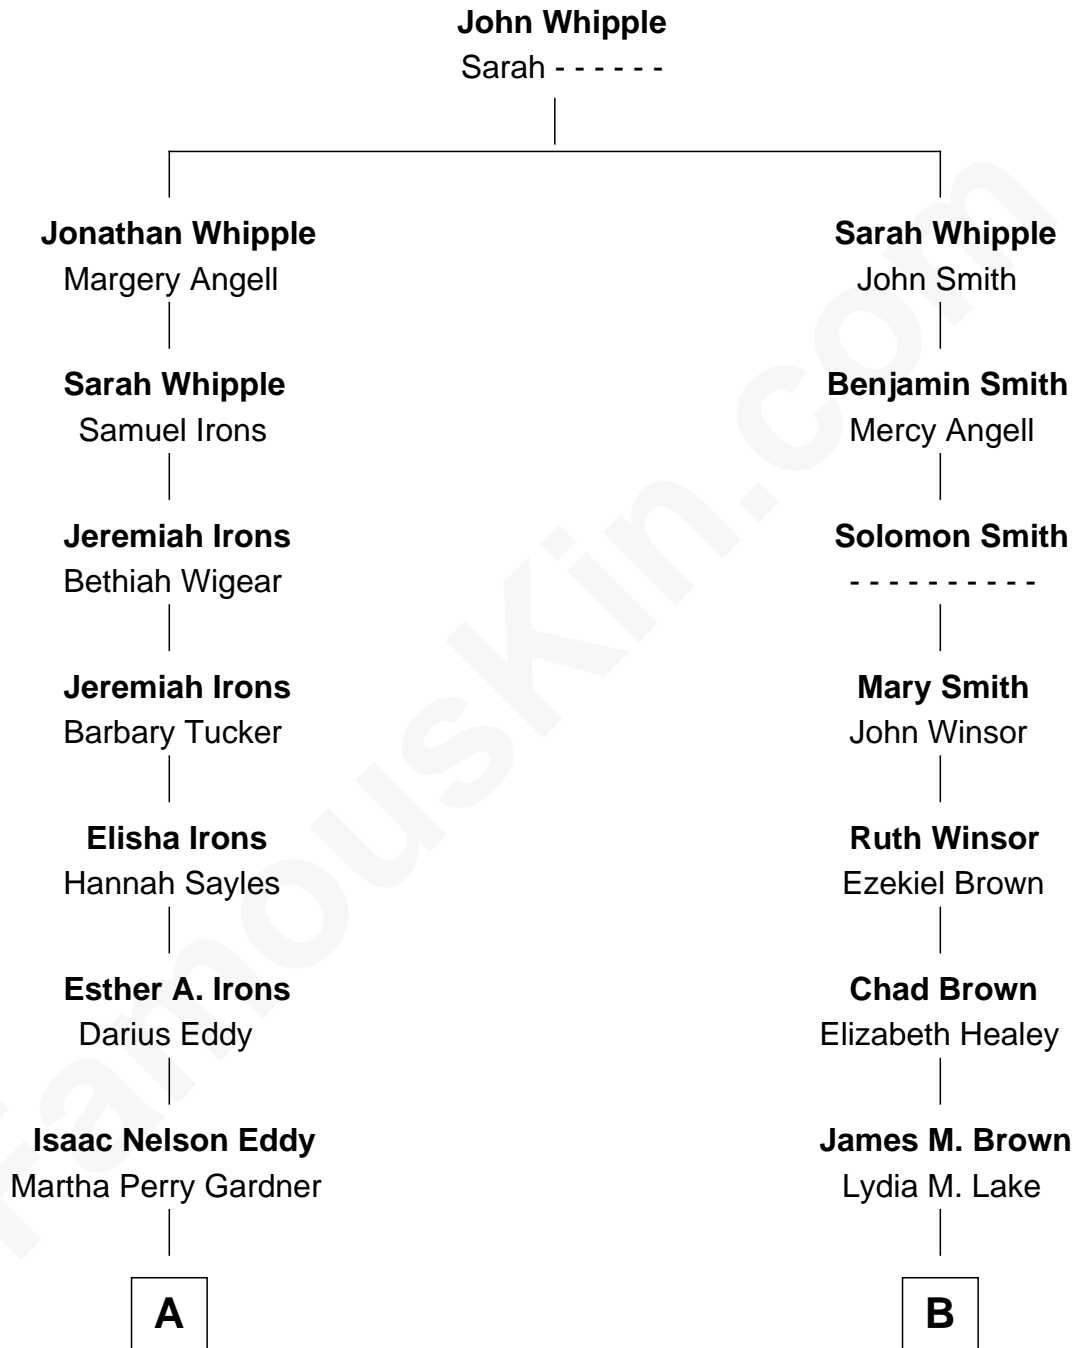 John Whipple
Sarah - - - - - -
Jonathan Whipple
Margery Angell
Sarah Whipple
John Smith
Sarah Whipple
Samuel Irons
Benjamin Smith
Mercy Angell
Jeremiah Irons
Bethiah Wigear
Solomon Smith
- - - - - - - - - -
Jeremiah Irons
Barbary Tucker
Mary Smith
John Winsor
Elisha Irons
Hannah Sayles
Ruth Winsor
Ezekiel Brown
Esther A. Irons
Darius Eddy
Chad Brown
Elizabeth Healey
Isaac Nelson Eddy
Martha Perry Gardner
James M. Brown
Lydia M. Lake
A
B
FamousKin.com